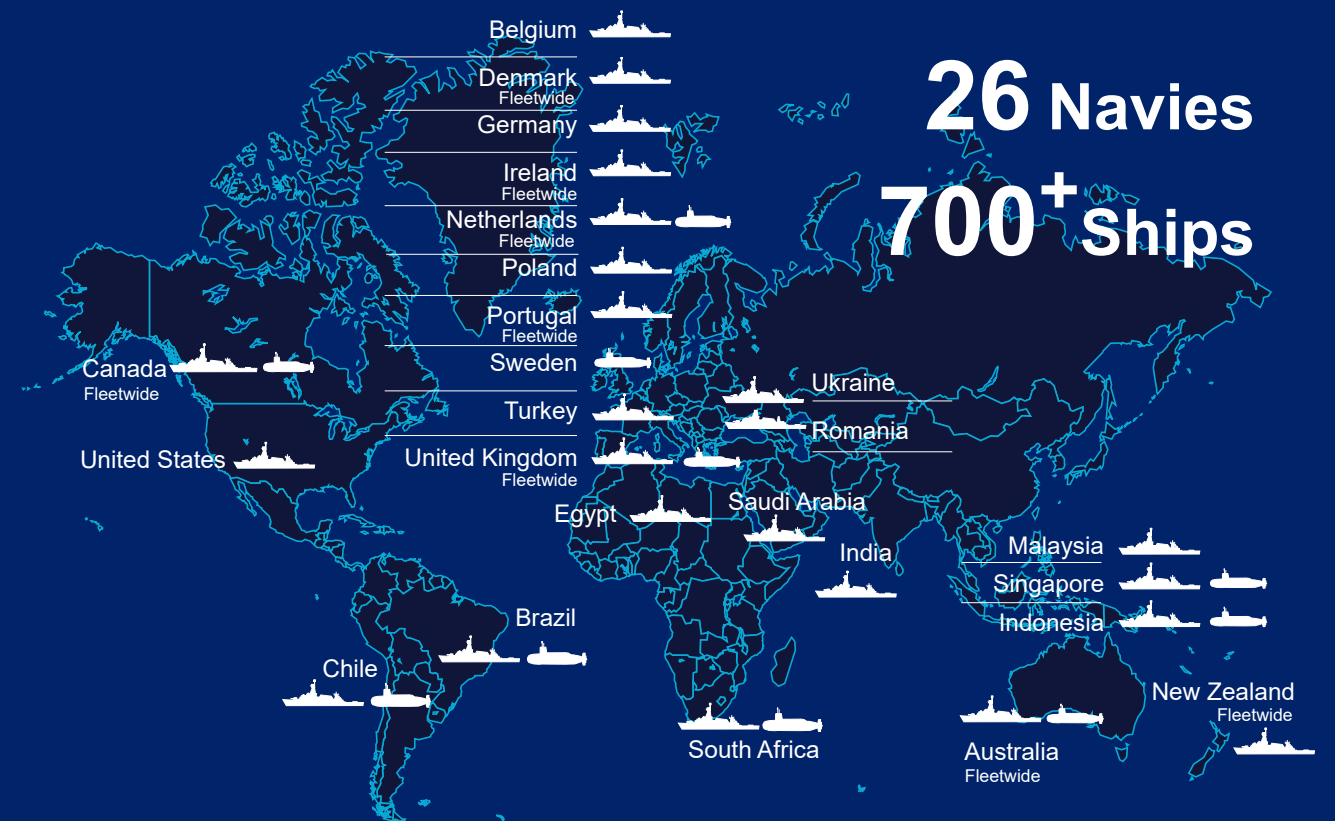 26 Navies
700+ Ships
Belgium
Denmark
Fleetwide
Germany
Ireland
Fleetwide
Netherlands
Fleetwide
Poland
Portugal
Fleetwide
Sweden
Turkey
United Kingdom
Fleetwide
Canada
Fleetwide
United States
Ukraine
Romania
Egypt
Saudi Arabia
India
Malaysia
Singapore
Indonesia
Brazil
Chile
South Africa
New Zealand
Fleetwide
Australia
Fleetwide